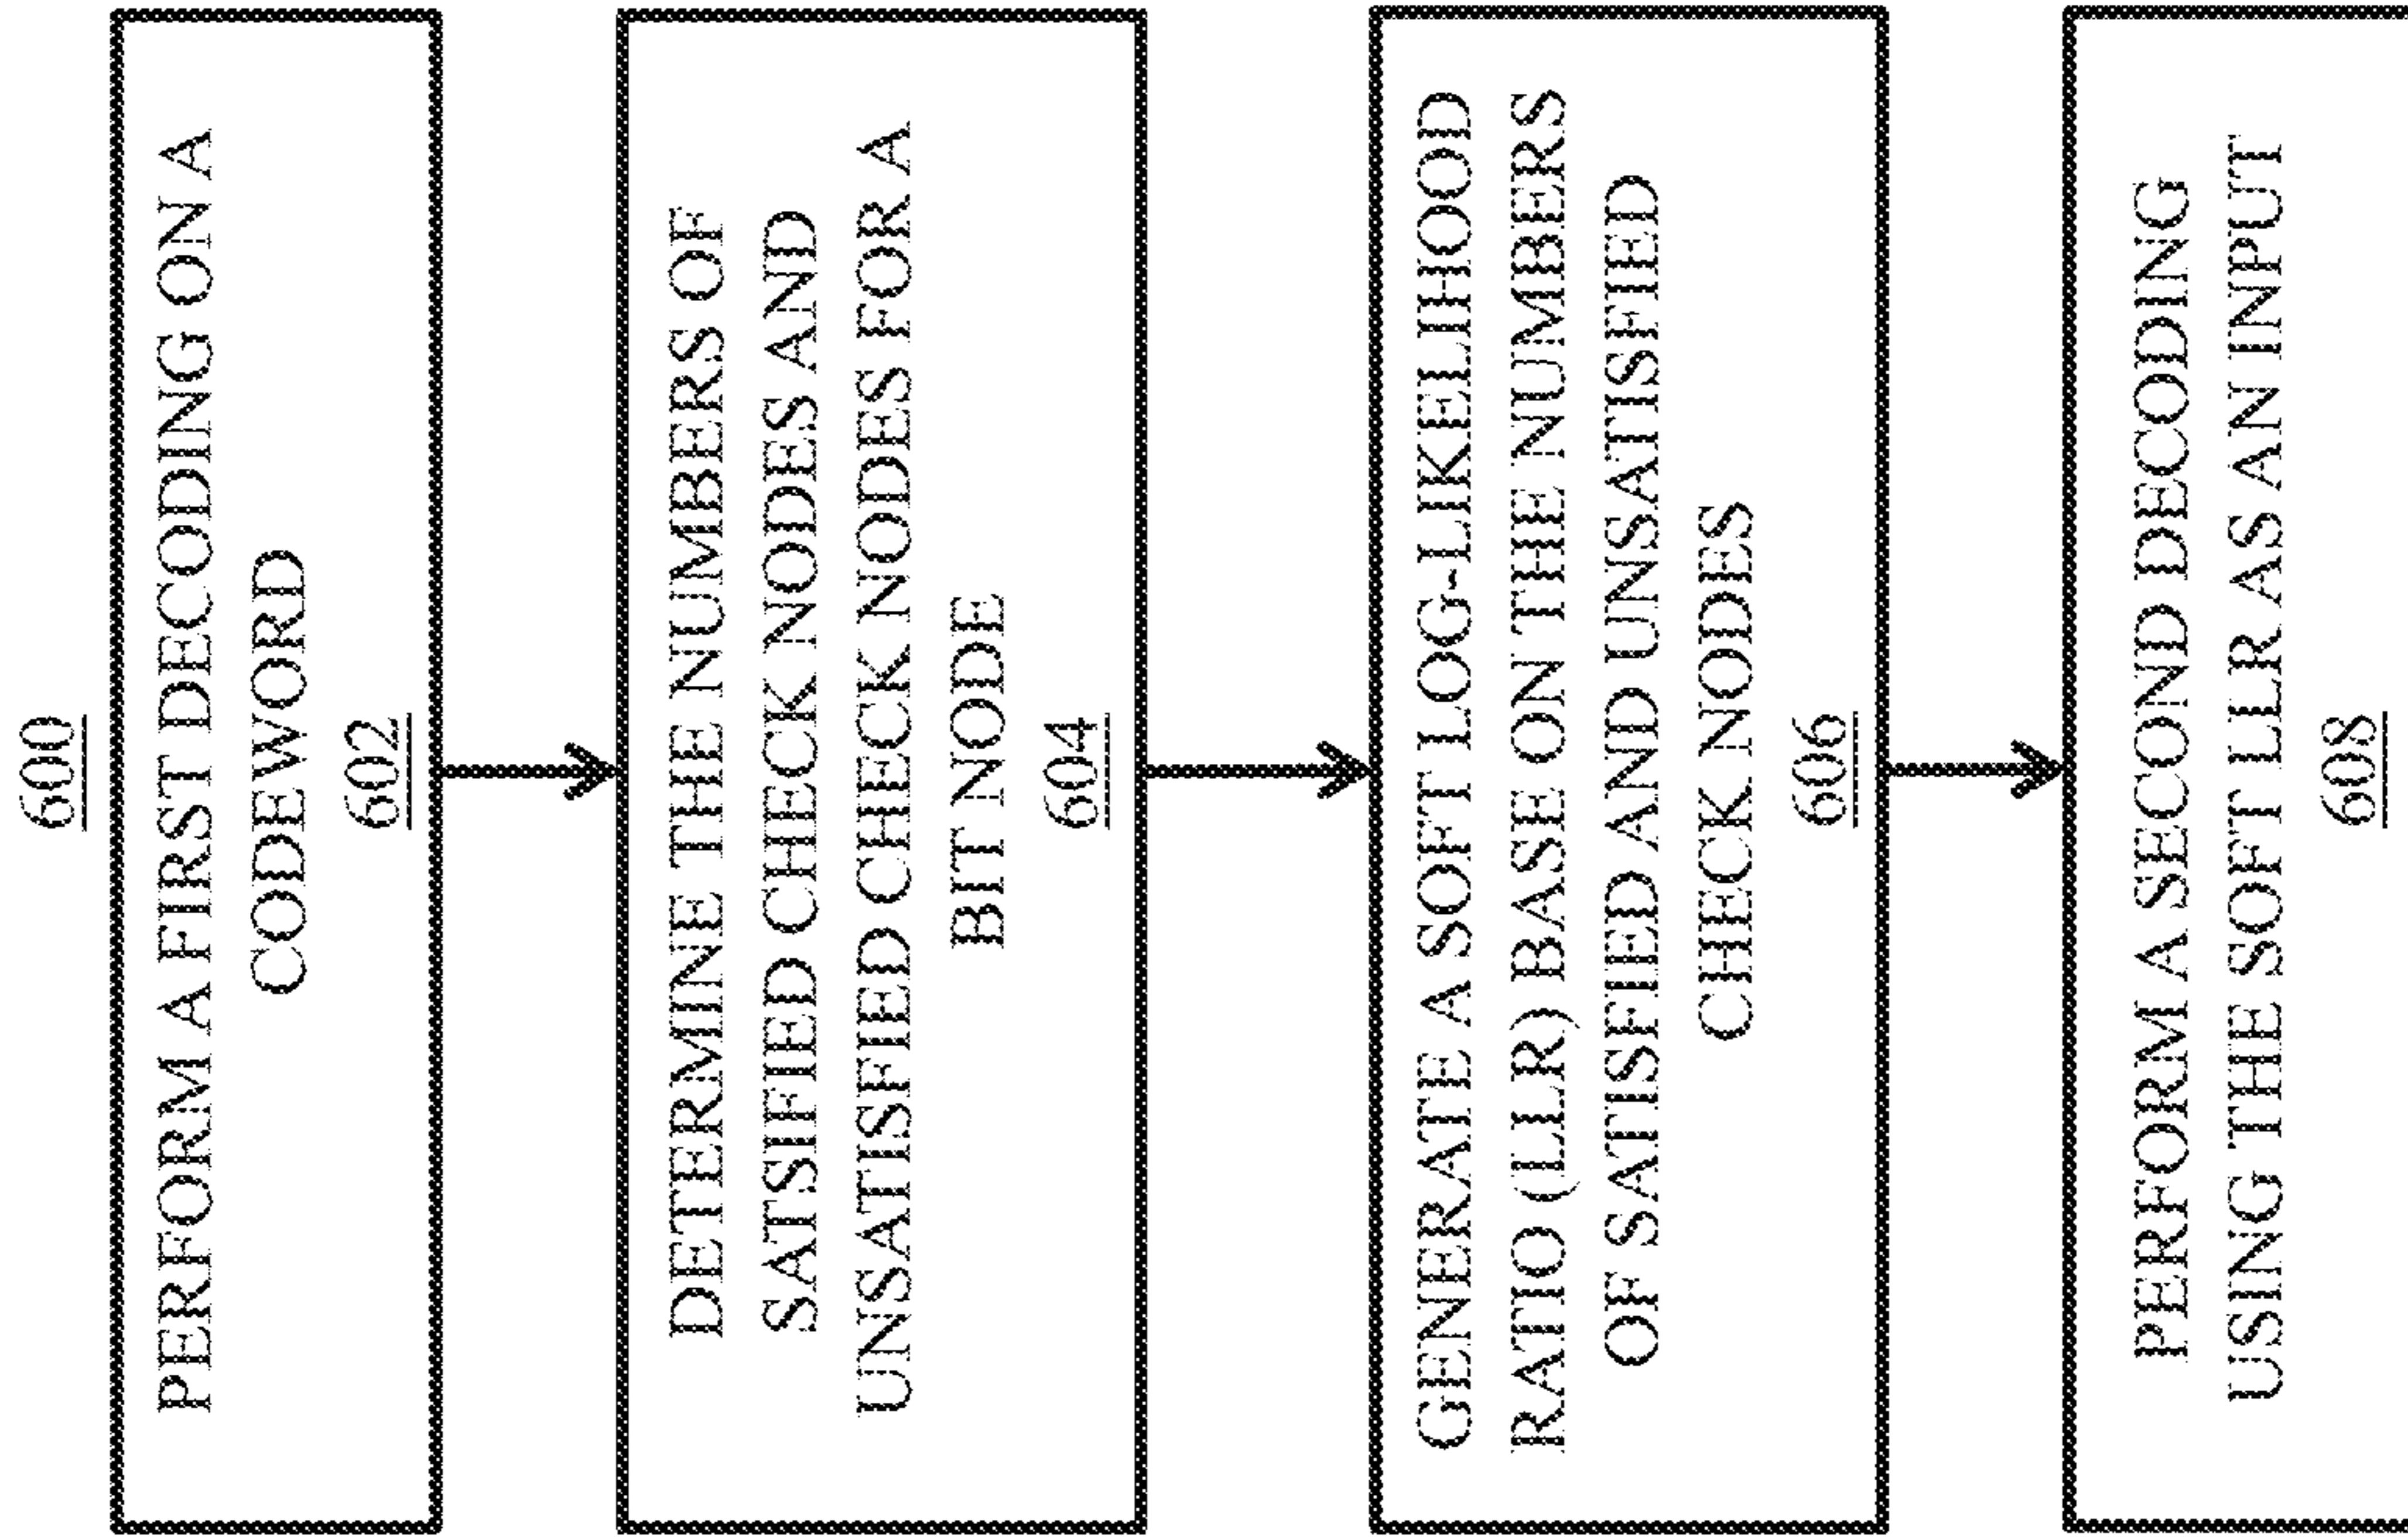 600
PERFORM A FIRST DECODING ON A
CODEWORD
602
DETERMINE THE NUMBERS OF
SATSIFIED CHECK NODES AND
UNSATISFIED CHECK NODES FOR A
BIT NODE
604
GENERATE A SOFT LOG-LIKELIHOOD
RATIO (LLR) BASE ON THE NUMBERS
OF SATISFIED AND UNSATISFIED
CHECK NODES
606
PERFORM A SECOND DECODING
USING THE SOFT LLR AS AN INPUT
608